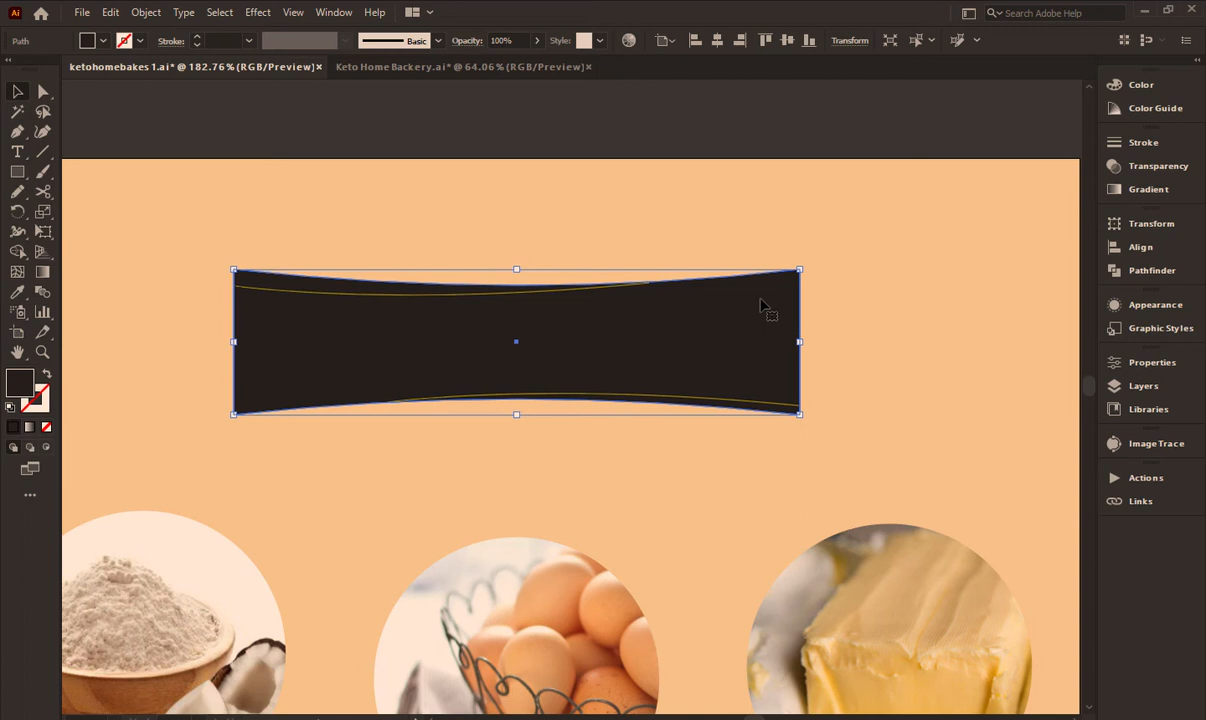 Ai File Edit Object Type Select Effect View Window Help Search Adobe Help
Path Stroke: Basic Opacity: 100% Style: Transform
ketohomebakes 1.ai* @ 182.76% (RGB/Preview) × Keto Home Backery.ai* @ 64.06% (RGB/Preview) ×
Color
Color Guide
Stroke
Transparency
Gradient
Transform
Align
Pathfinder
Appearance
Graphic Styles
Properties
Layers
Libraries
Image Trace
Actions
Links